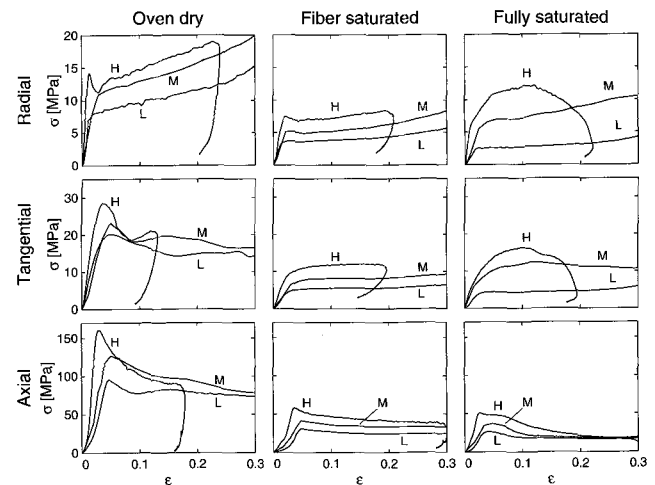 Oven dry Fiber saturated Fully saturated
Radial
σ [MPa]
20
15
10
5
0
H
M
L
H
M
L
H
M
L
Tangential
σ [MPa]
30
20
10
0
H
M
L
H
M
L
H
M
L
Axial
σ [MPa]
150
100
50
0
H
M
L
H
M
L
H
M
L
0 0.1 0.2 0.3 0 0.1 0.2 0.3 0 0.1 0.2 0.3
ε ε ε